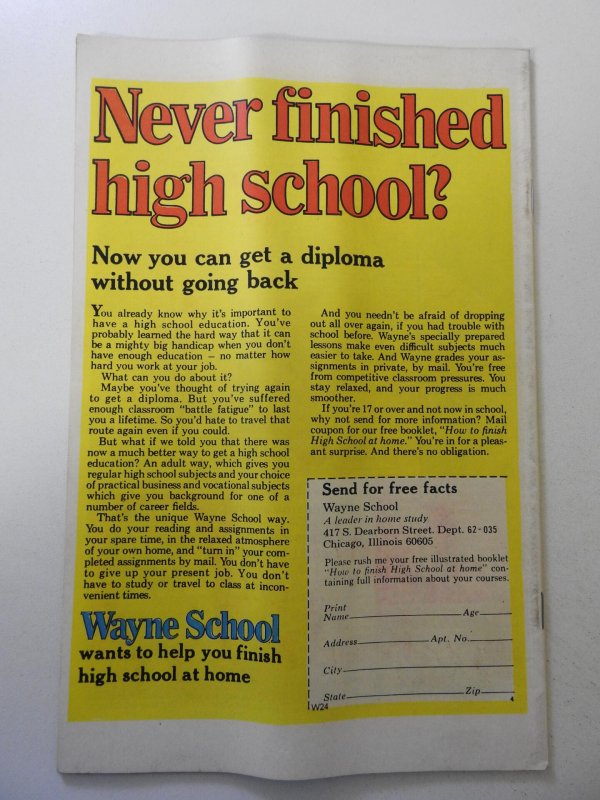 Never finished
high school?
Now you can get a diploma
without going back
You already know why it's important to
have a high school education. You've
probably learned the hard way that it can
be a mighty big handicap when you don't
have enough education — no matter how
hard you work at your job.
What can you do about it?
Maybe you've thought of trying again
to get a diploma. But you've suffered
enough classroom "battle fatigue" to last
you a lifetime. So you'd hate to travel that
route again even if you could.
But what if we told you that there was
now a much better way to get a high school
education? An adult way, which gives you
regular high school subjects and your choice
of practical business and vocational subjects
which give you background for one of a
number of career fields.
That's the unique Wayne School way.
You do your reading and assignments in
your spare time, in the relaxed atmosphere
of your own home, and "turn in" your com-
pleted assignments by mail. You don't have
to give up your present job. You don't
have to study or travel to class at incon-
venient times.
Wayne School
wants to help you finish
high school at home
And you needn't be afraid of dropping
out all over again, if you had trouble with
school before. Wayne's specially prepared
lessons make even difficult subjects much
easier to take. And Wayne grades your as-
signments in private, by mail. You're free
from competitive classroom pressures. You
stay relaxed, and your progress is much
smoother.
If you're 17 or over and not now in school,
why not send for more information? Mail
coupon for our free booklet, "How to finish
High School at home." You're in for a pleas-
ant surprise. And there's no obligation.
Send for free facts
Wayne School
A leader in home study
417 S. Dearborn Street. Dept. 62-035
Chicago, Illinois 60605
Please rush me your free illustrated booklet
"How to finish High School at home" con-
taining full information about your courses.
Print
Name Age
Address Apt. No.
City
State Zip
W24 4